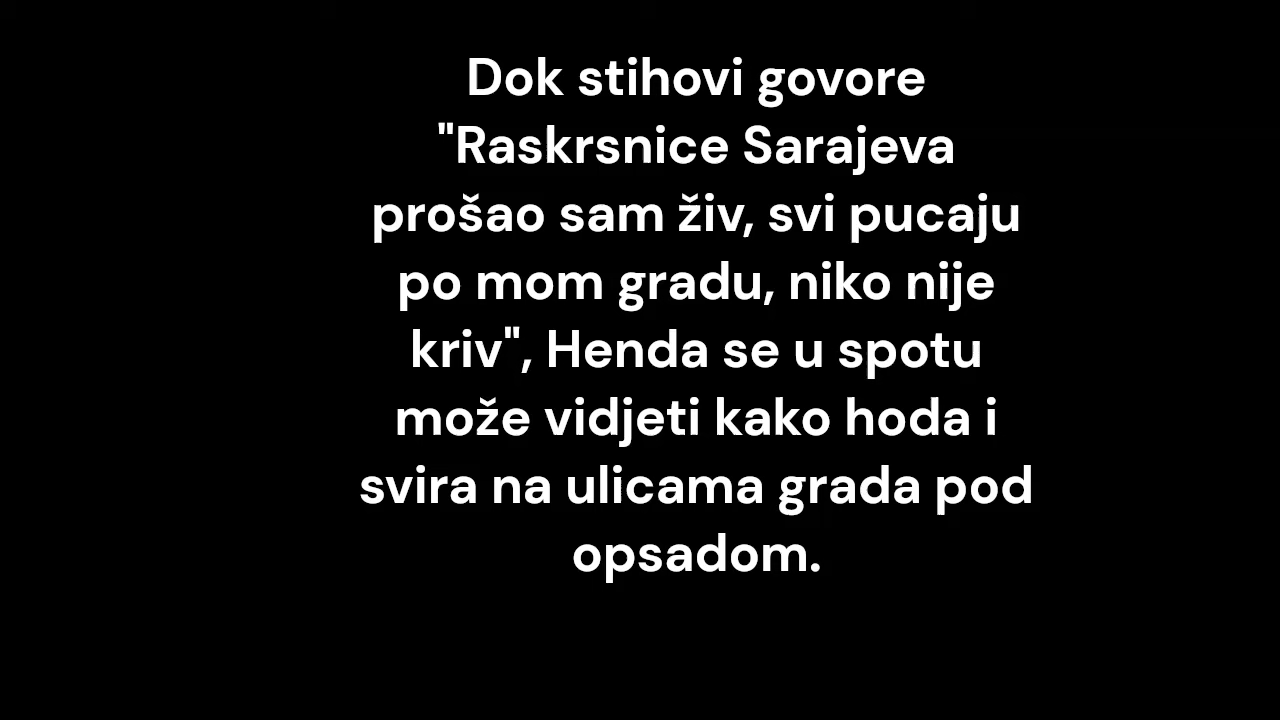 Dok stihovi govore
"Raskrsnice Sarajeva
prošao sam živ, svi pucaju
po mom gradu, niko nije
kriv", Henda se u spotu
može vidjeti kako hoda i
svira na ulicama grada pod
opsadom.